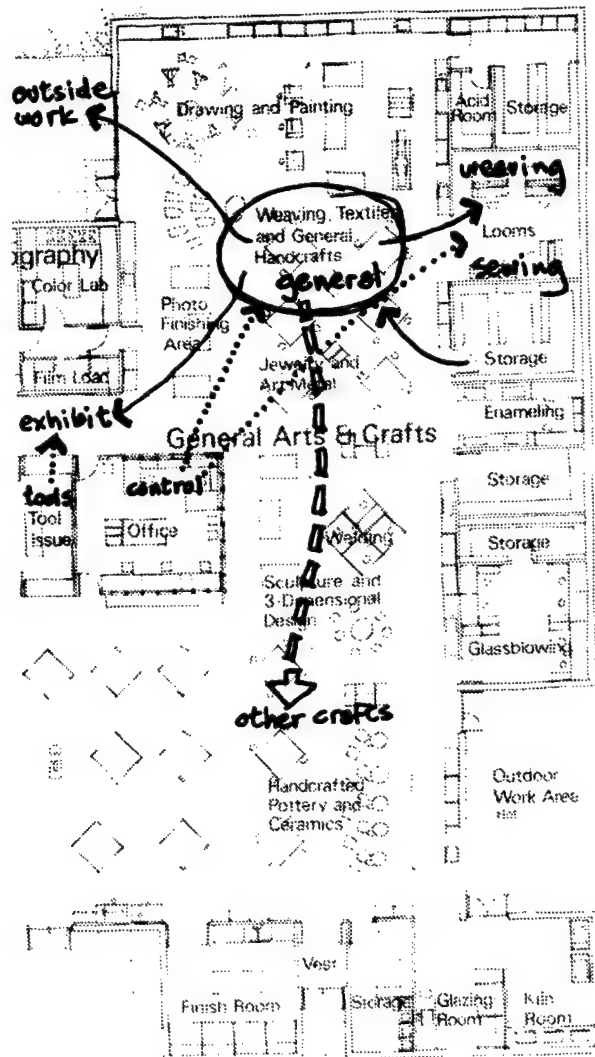 outside
work
Drawing and Painting
Acid
Room
Storage
weaving
Weaving, Textiles
and General
Handcrafts
Looms
general
sewing
ography
Color Lab
Photo
Finishing
Area
Jewelry and
Art Metal
Storage
Film Load
exhibit
Enameling
General Arts & Crafts
tools
Tool
Issue
control
Office
Storage
Welding
Storage
Sculpture and
3-Dimensional
Design
Glassblowing
other crafts
Handcrafted
Pottery and
Ceramics
Outdoor
Work Area
Vest
Finish Room
Storage
Glazing
Room
Kiln
Room